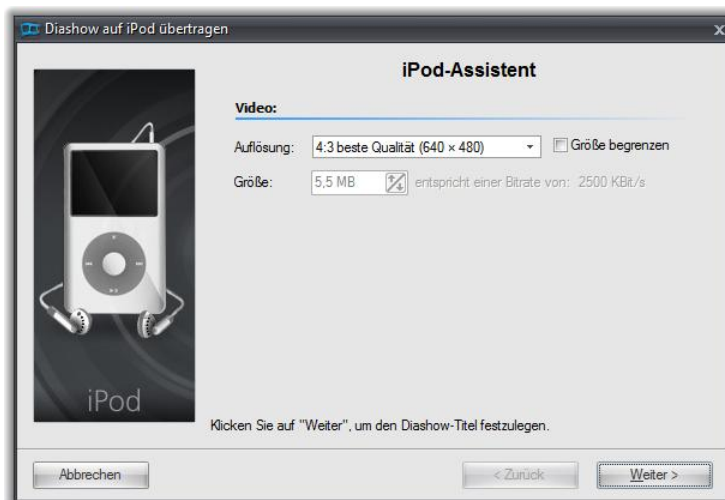 Diashow auf iPod übertragen
iPod-Assistent
Video:
Auflösung: 4:3 beste Qualität (640 × 480) Größe begrenzen
Größe: 5,5 MB entspricht einer Bitrate von: 2500 KBit/s
iPod
Klicken Sie auf "Weiter", um den Diashow-Titel festzulegen.
Abbrechen < Zurück Weiter >